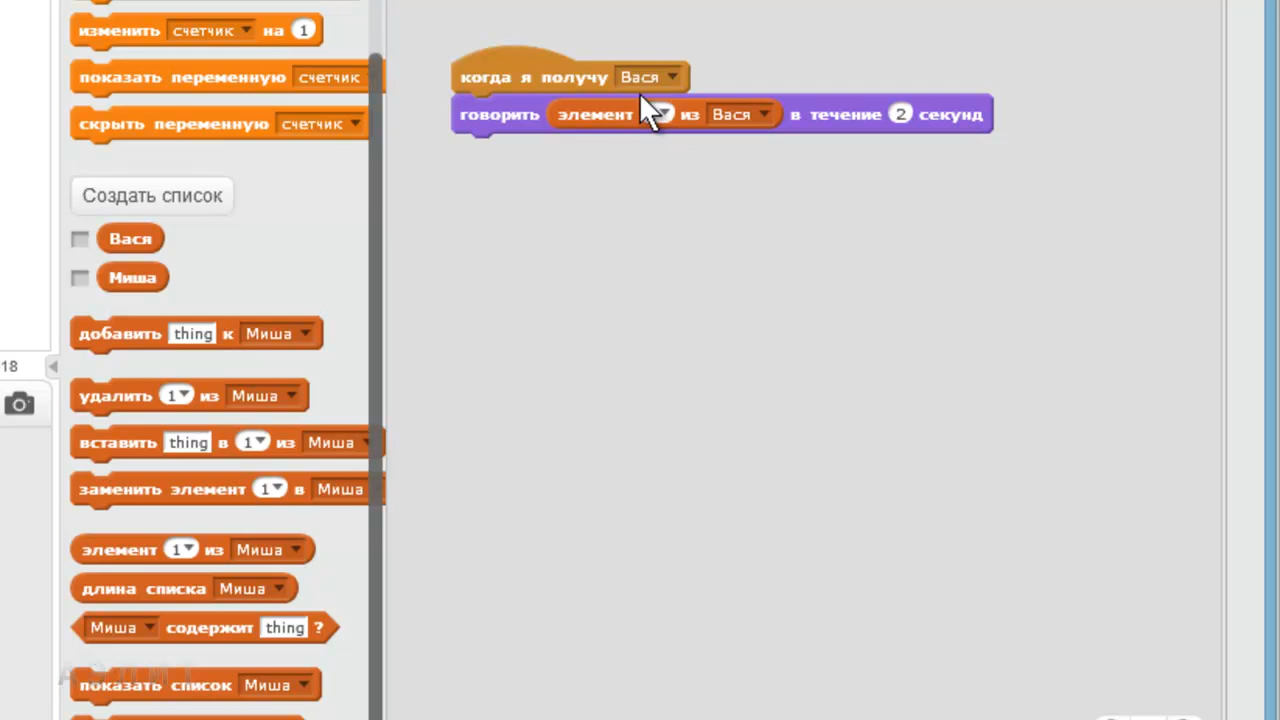 изменить счетчик на 1
показать переменную счетчик
скрыть переменную счетчик
Создать список
Вася
Миша
добавить thing к Миша
удалить 1 из Миша
вставить thing в 1 из Миша
заменить элемент 1 в Миша
элемент 1 из Миша
длина списка Миша
Миша содержит thing ?
показать список Миша
18
когда я получу Вася
говорить элемент из Вася в течение 2 секунд